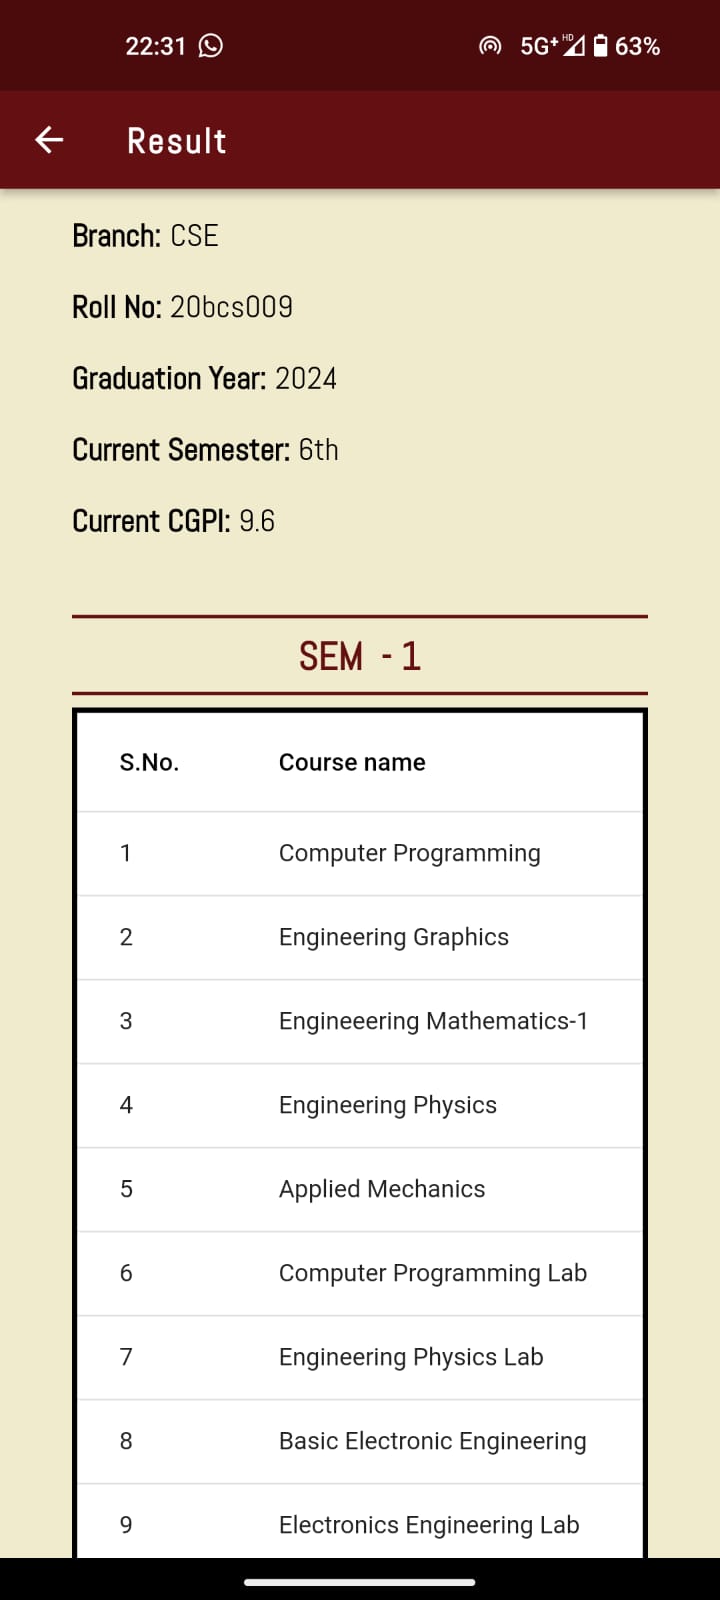 22:31 5G+ HD 63%
Result
Branch: CSE
Roll No: 20bcs009
Graduation Year: 2024
Current Semester: 6th
Current CGPI: 9.6
SEM - 1
S.No. Course name
1 Computer Programming
2 Engineering Graphics
3 Engineeering Mathematics-1
4 Engineering Physics
5 Applied Mechanics
6 Computer Programming Lab
7 Engineering Physics Lab
8 Basic Electronic Engineering
9 Electronics Engineering Lab